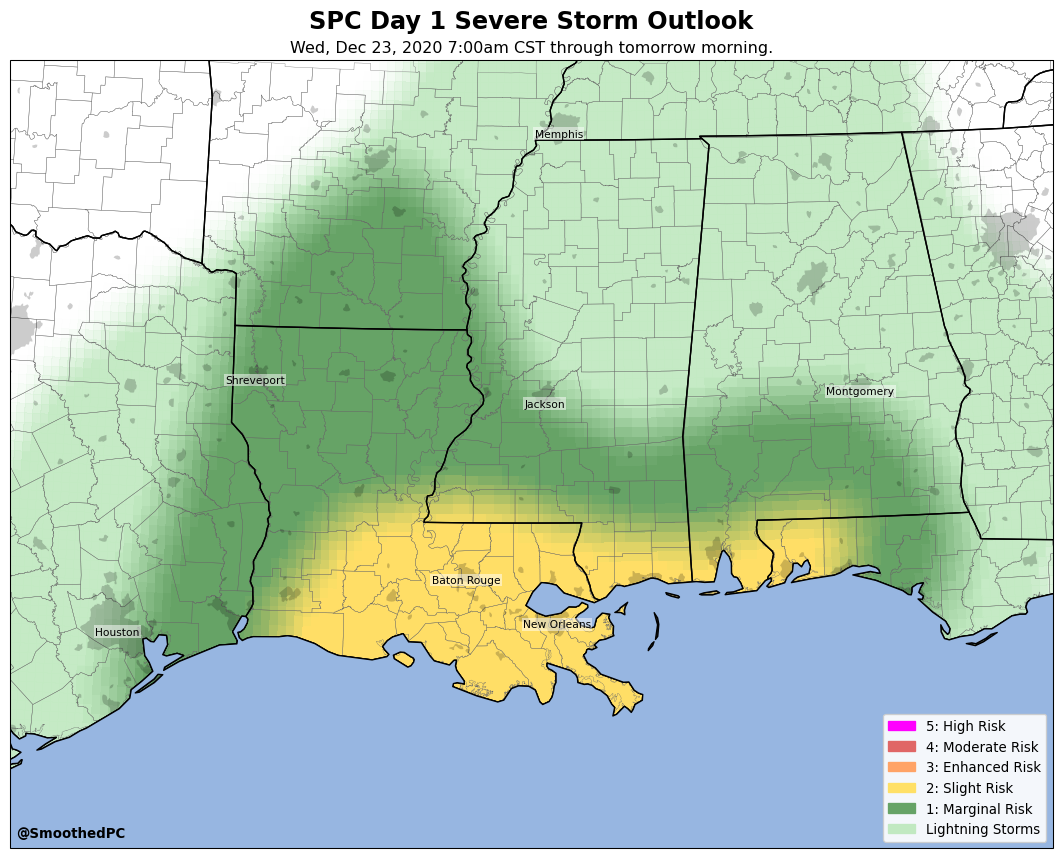 SPC Day 1 Severe Storm Outlook
Wed, Dec 23, 2020 7:00am CST through tomorrow morning.
Memphis
Shreveport
Montgomery
Jackson
Baton Rouge
New Orleans
Houston
5: High Risk
4: Moderate Risk
3: Enhanced Risk
2: Slight Risk
1: Marginal Risk
Lightning Storms
@SmoothedPC